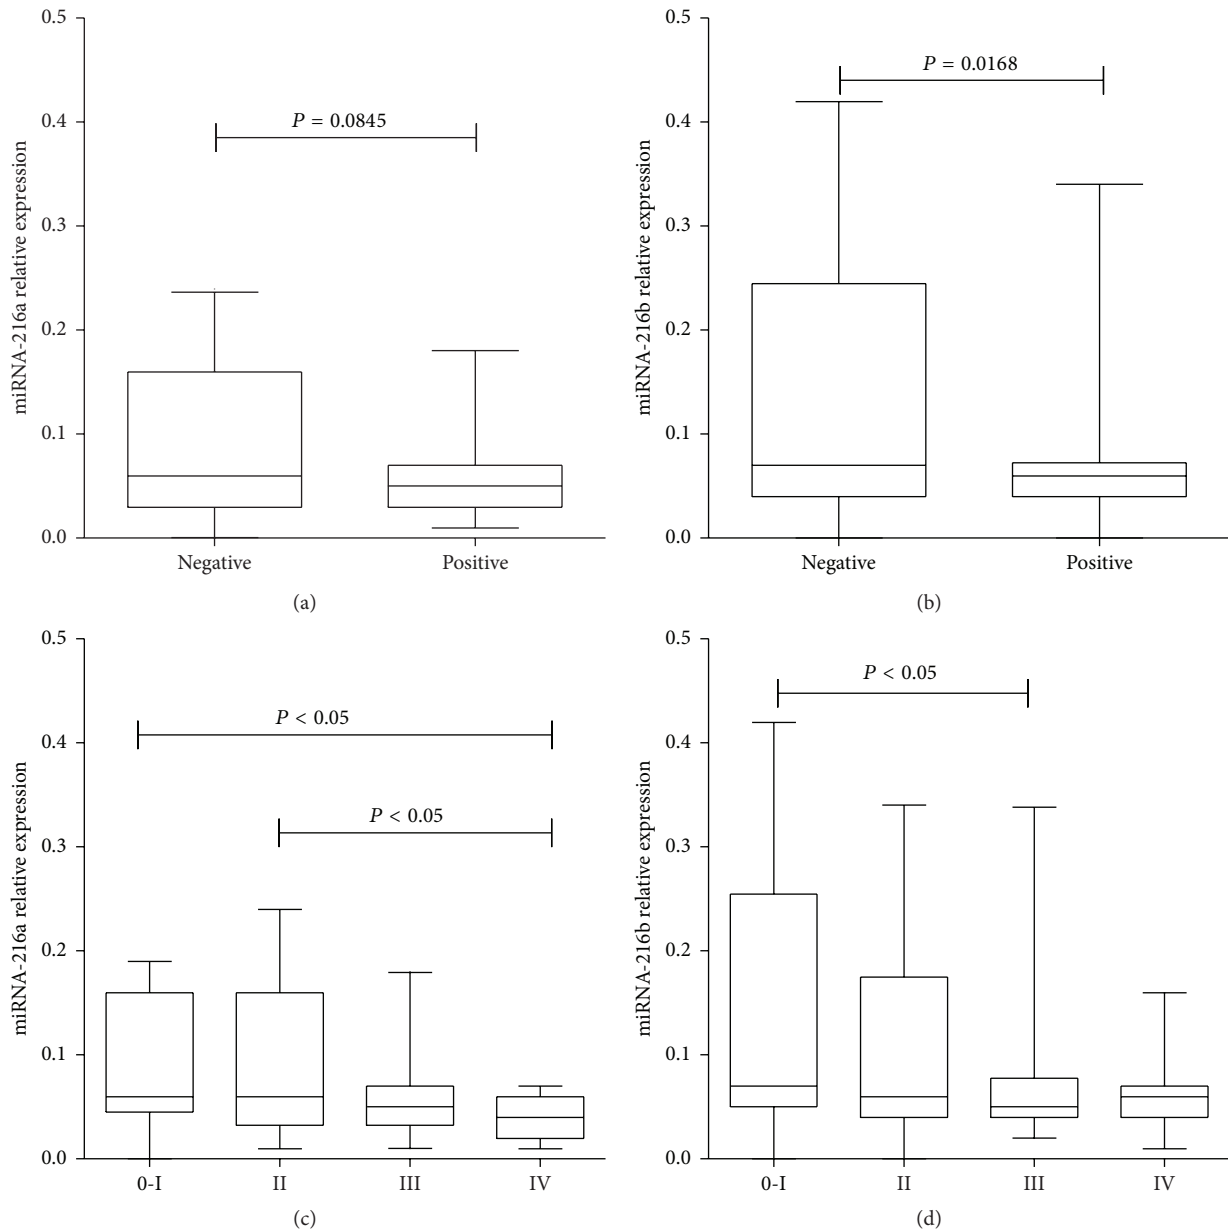 0.5
0.4
0.3
0.2
0.1
0.0
miRNA-216a relative expression
P = 0.0845
Negative
Positive
(a)
0.5
0.4
0.3
0.2
0.1
0.0
miRNA-216b relative expression
P = 0.0168
Negative
Positive
(b)
0.5
0.4
0.3
0.2
0.1
0.0
miRNA-216a relative expression
P < 0.05
P < 0.05
0-I
II
III
IV
(c)
0.5
0.4
0.3
0.2
0.1
0.0
miRNA-216b relative expression
P < 0.05
0-I
II
III
IV
(d)